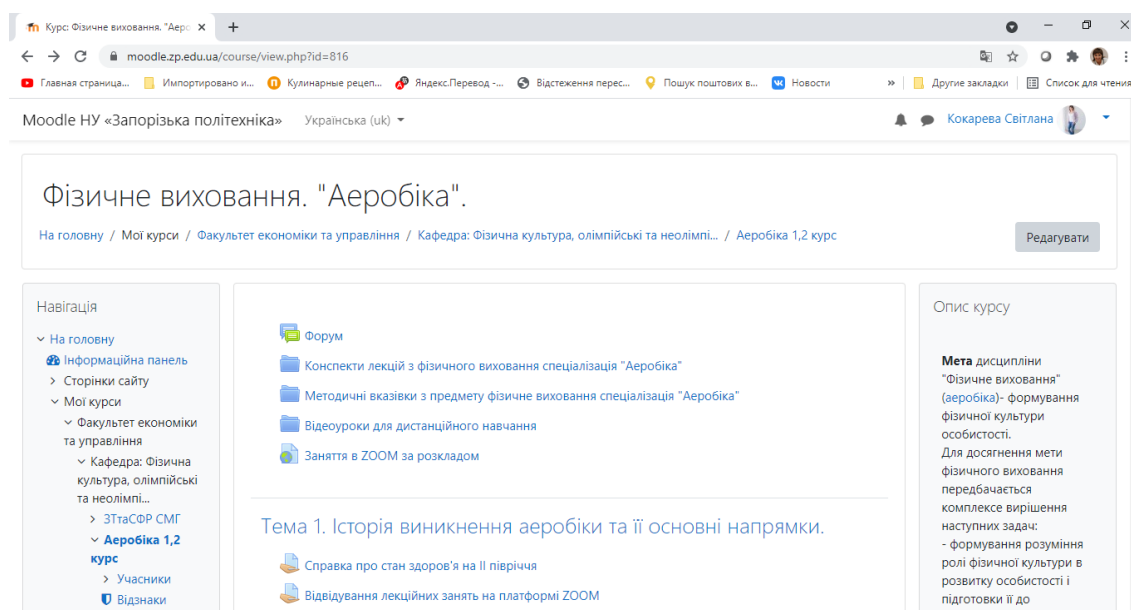 Курс: Фізичне виховання. "Аеро
moodle.zp.edu.ua/course/view.php?id=816
Главная страница...
Импортировано и...
Кулинарные рецеп...
Яндекс.Перевод -...
Відстеження перес...
Пошук поштових в...
Новости
»
Другие закладки
Список для чтения
Moodle НУ «Запорізька політехніка»
Українська (uk)
Кокарева Світлана
Фізичне виховання. "Аеробіка".
На головну / Мої курси / Факультет економіки та управління / Кафедра: Фізична культура, олімпійські та неолімпі... / Аеробіка 1,2 курс
Редагувати
Навігація
На головну
Інформаційна панель
Сторінки сайту
Мої курси
Факультет економіки
та управління
Кафедра: Фізична
культура, олімпійські
та неолімпі...
ЗТтаСФР СМГ
Аеробіка 1,2
курс
Учасники
Відзнаки
Форум
Конспекти лекцій з фізичного виховання спеціалізація "Аеробіка"
Методичні вказівки з предмету фізичне виховання спеціалізація "Аеробіка"
Відеоуроки для дистанційного навчання
Заняття в ZOOM за розкладом
Тема 1. Історія виникнення аеробіки та її основні напрямки.
Справка про стан здоров'я на II півріччя
Відвідування лекційних занять на платформі ZOOM
Опис курсу
Мета дисципліни
"Фізичне виховання"
(аеробіка)- формування
фізичної культури
особистості.
Для досягнення мети
фізичного виховання
передбачається
комплексе вирішення
наступних задач:
- формування розуміння
ролі фізичної культури в
розвитку особистості і
підготовки її до